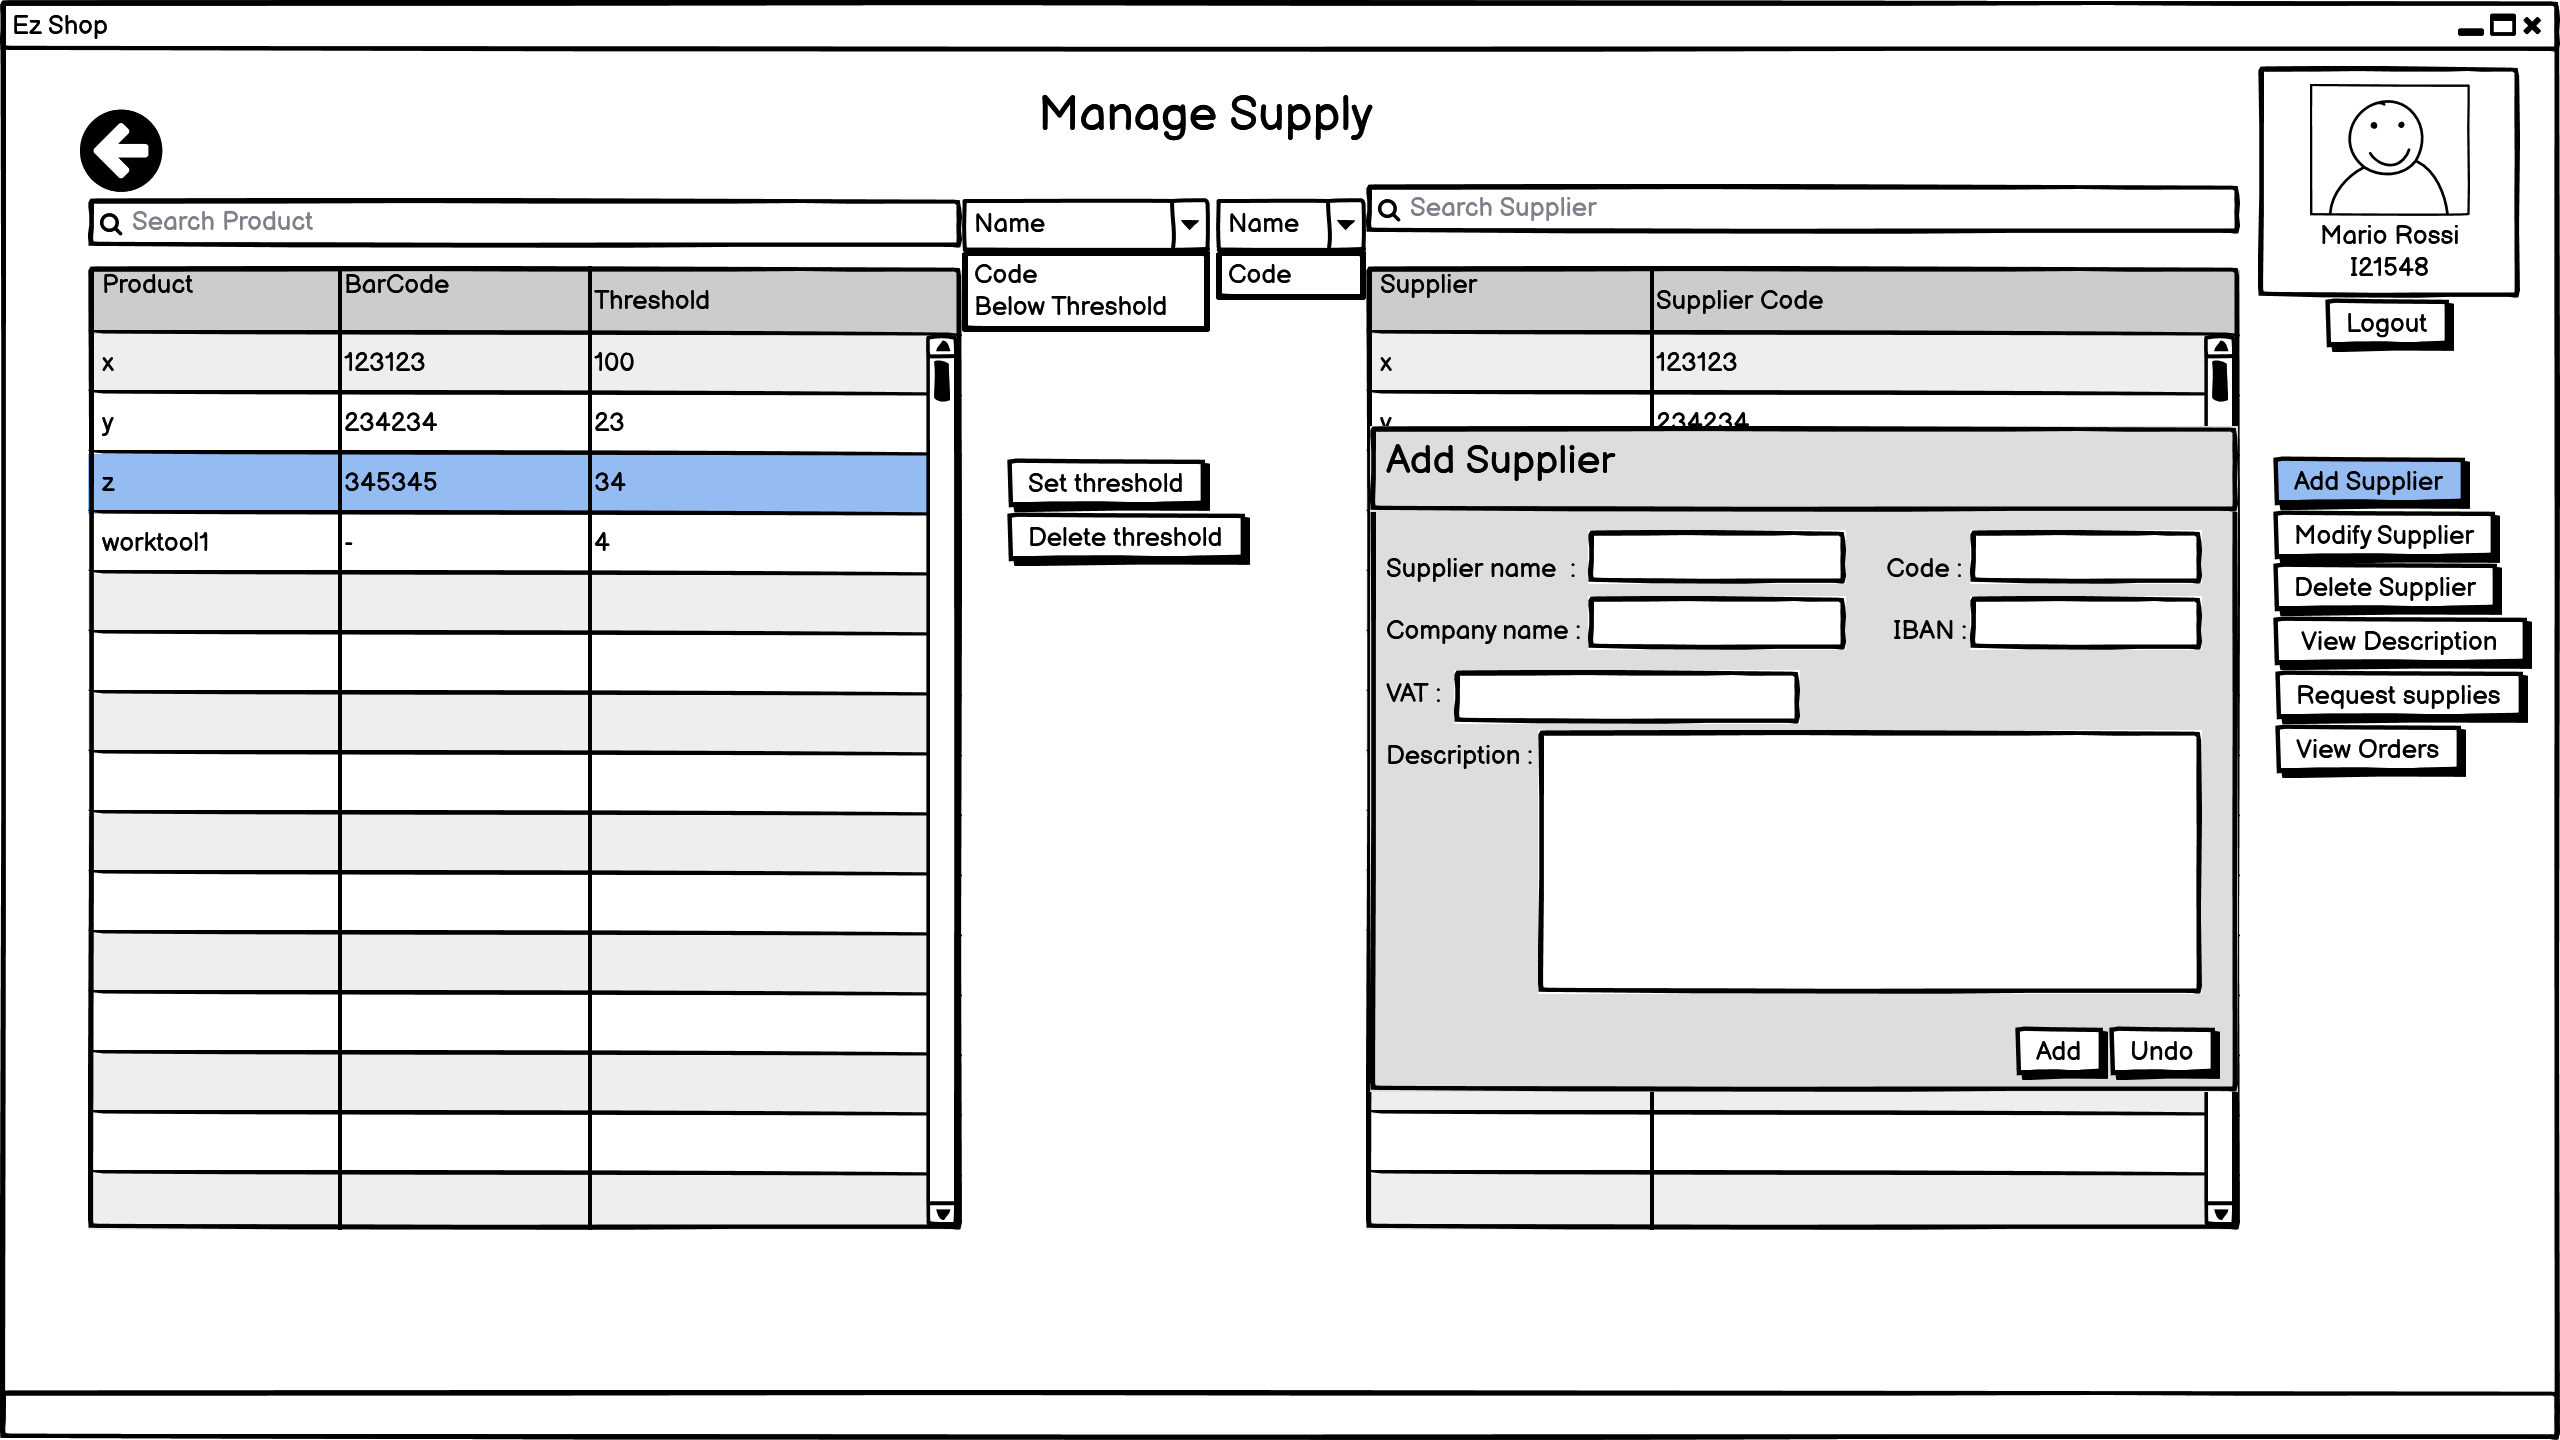 Ez Shop
Manage Supply
Mario Rossi
I21548
Logout
Search Product
Name
Code
Below Threshold
Name
Code
Search Supplier
Product BarCode Threshold
x 123123 100
y 234234 23
z 345345 34
worktool1 - 4
Set threshold
Delete threshold
Supplier Supplier Code
x 123123
y 234234
Add Supplier
Supplier name :
Code :
Company name :
IBAN :
VAT :
Description :
Add
Undo
Add Supplier
Modify Supplier
Delete Supplier
View Description
Request supplies
View Orders